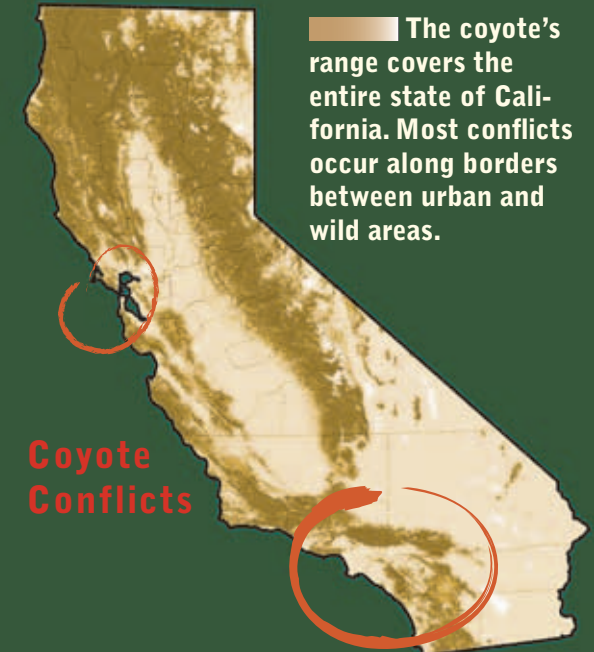 The coyote's
range covers the
entire state of Cali-
fornia. Most conflicts
occur along borders
between urban and
wild areas.
Coyote
Conflicts